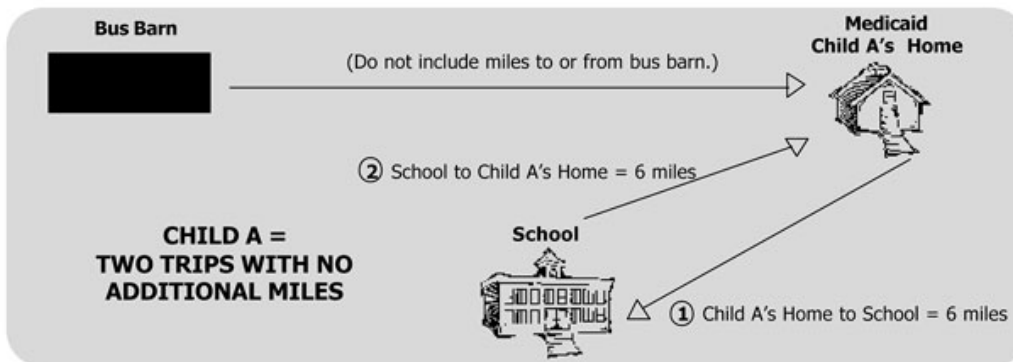 Bus Barn
Medicaid
Child A's Home
(Do not include miles to or from bus barn.)
② School to Child A's Home = 6 miles
CHILD A =
TWO TRIPS WITH NO
ADDITIONAL MILES
School
① Child A's Home to School = 6 miles